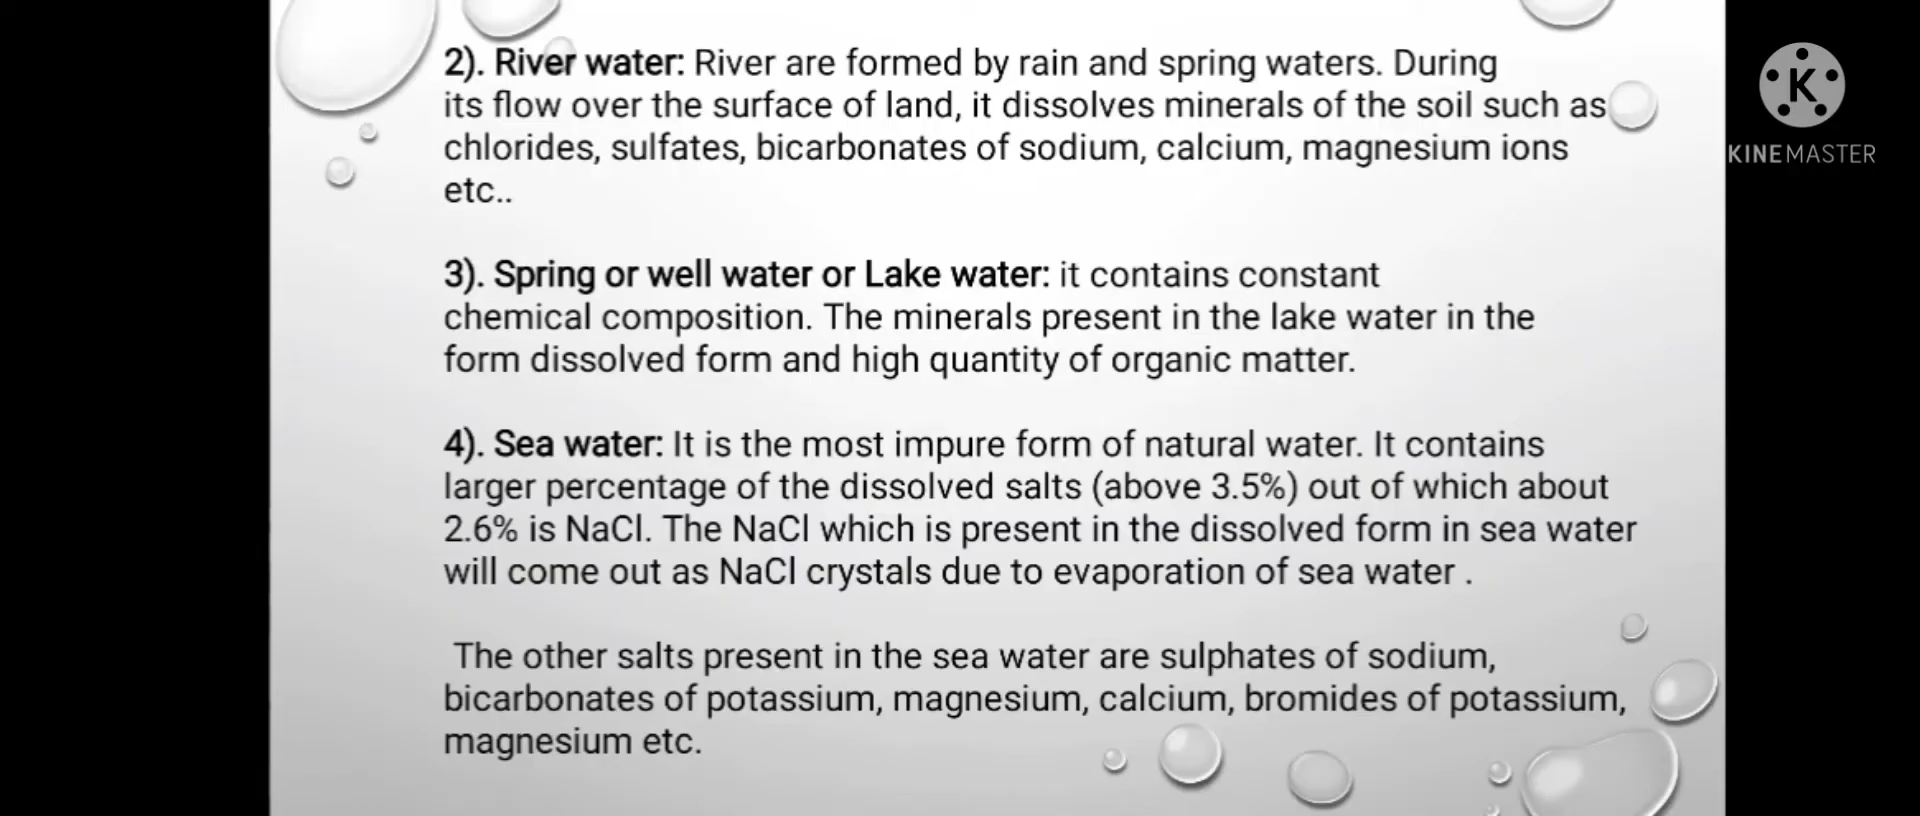 2). River water: River are formed by rain and spring waters. During
its flow over the surface of land, it dissolves minerals of the soil such as
chlorides, sulfates, bicarbonates of sodium, calcium, magnesium ions
etc..
3). Spring or well water or Lake water: it contains constant
chemical composition. The minerals present in the lake water in the
form dissolved form and high quantity of organic matter.
4). Sea water: It is the most impure form of natural water. It contains
larger percentage of the dissolved salts (above 3.5%) out of which about
2.6% is NaCl. The NaCl which is present in the dissolved form in sea water
will come out as NaCl crystals due to evaporation of sea water .
The other salts present in the sea water are sulphates of sodium,
bicarbonates of potassium, magnesium, calcium, bromides of potassium,
magnesium etc.
K
KINEMASTER